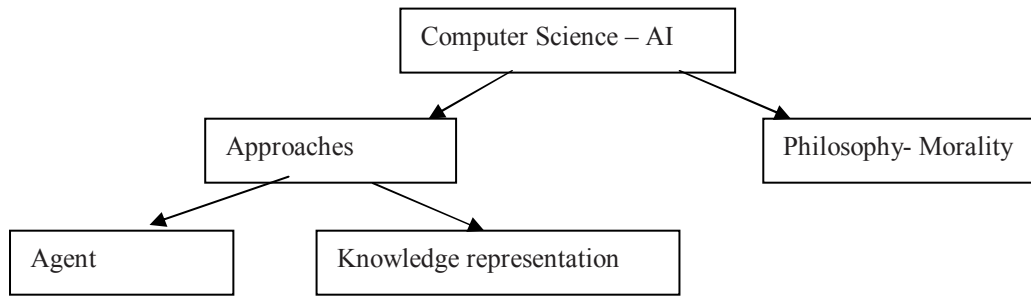 Computer Science – AI
Approaches
Philosophy- Morality
Agent
Knowledge representation